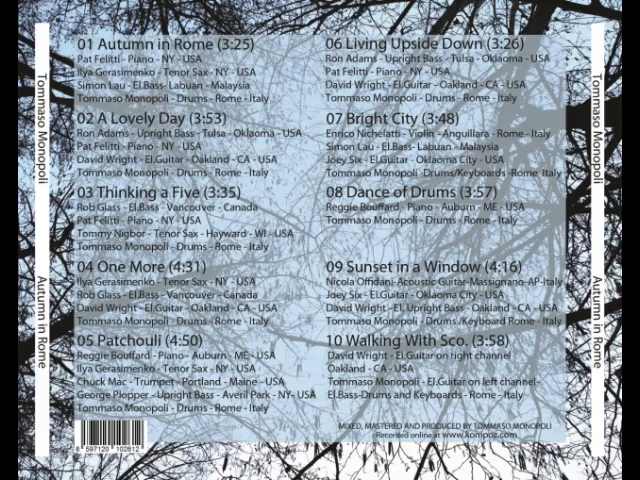 Tommaso Monopoli
Autumn in Rome
01 Autumn in Rome (3:25)
Pat Felitti - Piano - NY - USA
Ilya Gerasimenko - Tenor Sax - NY - USA
Simon Lau - El.Bass - Labuan - Malaysia
Tommaso Monopoli - Drums - Rome - Italy
02 A Lovely Day (3:53)
Ron Adams - Upright Bass - Tulsa - Oklaoma - USA
Pat Felitti - Piano - NY - USA
David Wright - El.Guitar - Oakland - CA - USA
Tommaso Monopoli - Drums - Rome - Italy
03 Thinking a Five (3:35)
Rob Glass - El.Bass - Vancouver - Canada
Pat Felitti - Piano - NY - USA
Tommy Nigbor - Tenor Sax - Hayward - WI - USA
Tommaso Monopoli - Drums - Rome - Italy
04 One More (4:31)
Ilya Gerasimenko - Tenor Sax - NY - USA
Rob Glass - El.Bass - Vancouver - Canada
David Wright - El.Guitar - Oakland - CA - USA
Tommaso Monopoli - Drums - Rome - Italy
05 Patchouli (4:50)
Reggie Bouffard - Piano - Auburn - ME - USA
Ilya Gerasimenko - Tenor Sax - NY - USA
Chuck Mac - Trumpet - Portland - Maine - USA
George Plopper - Upright Bass - Averil Park - NY- USA
Tommaso Monopoli - Drums - Rome - Italy
8 597120 102612
06 Living Upside Down (3:26)
Ron Adams - Upright Bass - Tulsa - Oklaoma - USA
Pat Felitti - Piano - NY - USA
David Wright - El.Guitar - Oakland - CA - USA
Tommaso Monopoli - Drums - Rome - Italy
07 Bright City (3:48)
Enrico Nichelatti - Violin - Anguillara - Rome - Italy
Simon Lau - El.Bass- Labuan - Malaysia
Joey Six - El.Guitar - Oklaoma City - USA
Tommaso Monopoli Drums/Keyboards -Rome Italy
08 Dance of Drums (3:57)
Reggie Bouffard - Piano - Auburn - ME - USA
Tommaso Monopoli - Drums - Rome - Italy
09 Sunset in a Window (4:16)
Nicola Offidani-Acoustic Guitar-Massignano-AP-Italy
Joey Six - El.Guitar - Oklaoma City - USA
David Wright - El.Upright Bass - Oakland - CA - USA
Tommaso Monopoli - Drums /Keyboard Rome - Italy
10 Walking With Sco. (3:58)
David Wright - El.Guitar on right channel
Oakland - CA - USA
Tommaso Monopoli - El.Guitar on left channel-
El.Bass-Drums and Keyboards - Rome - Italy
MIXED, MASTERED AND PRODUCED BY TOMMASO MONOPOLI
Recorded online at www.kompoz.com
Tommaso Monopoli
Autumn in Rome